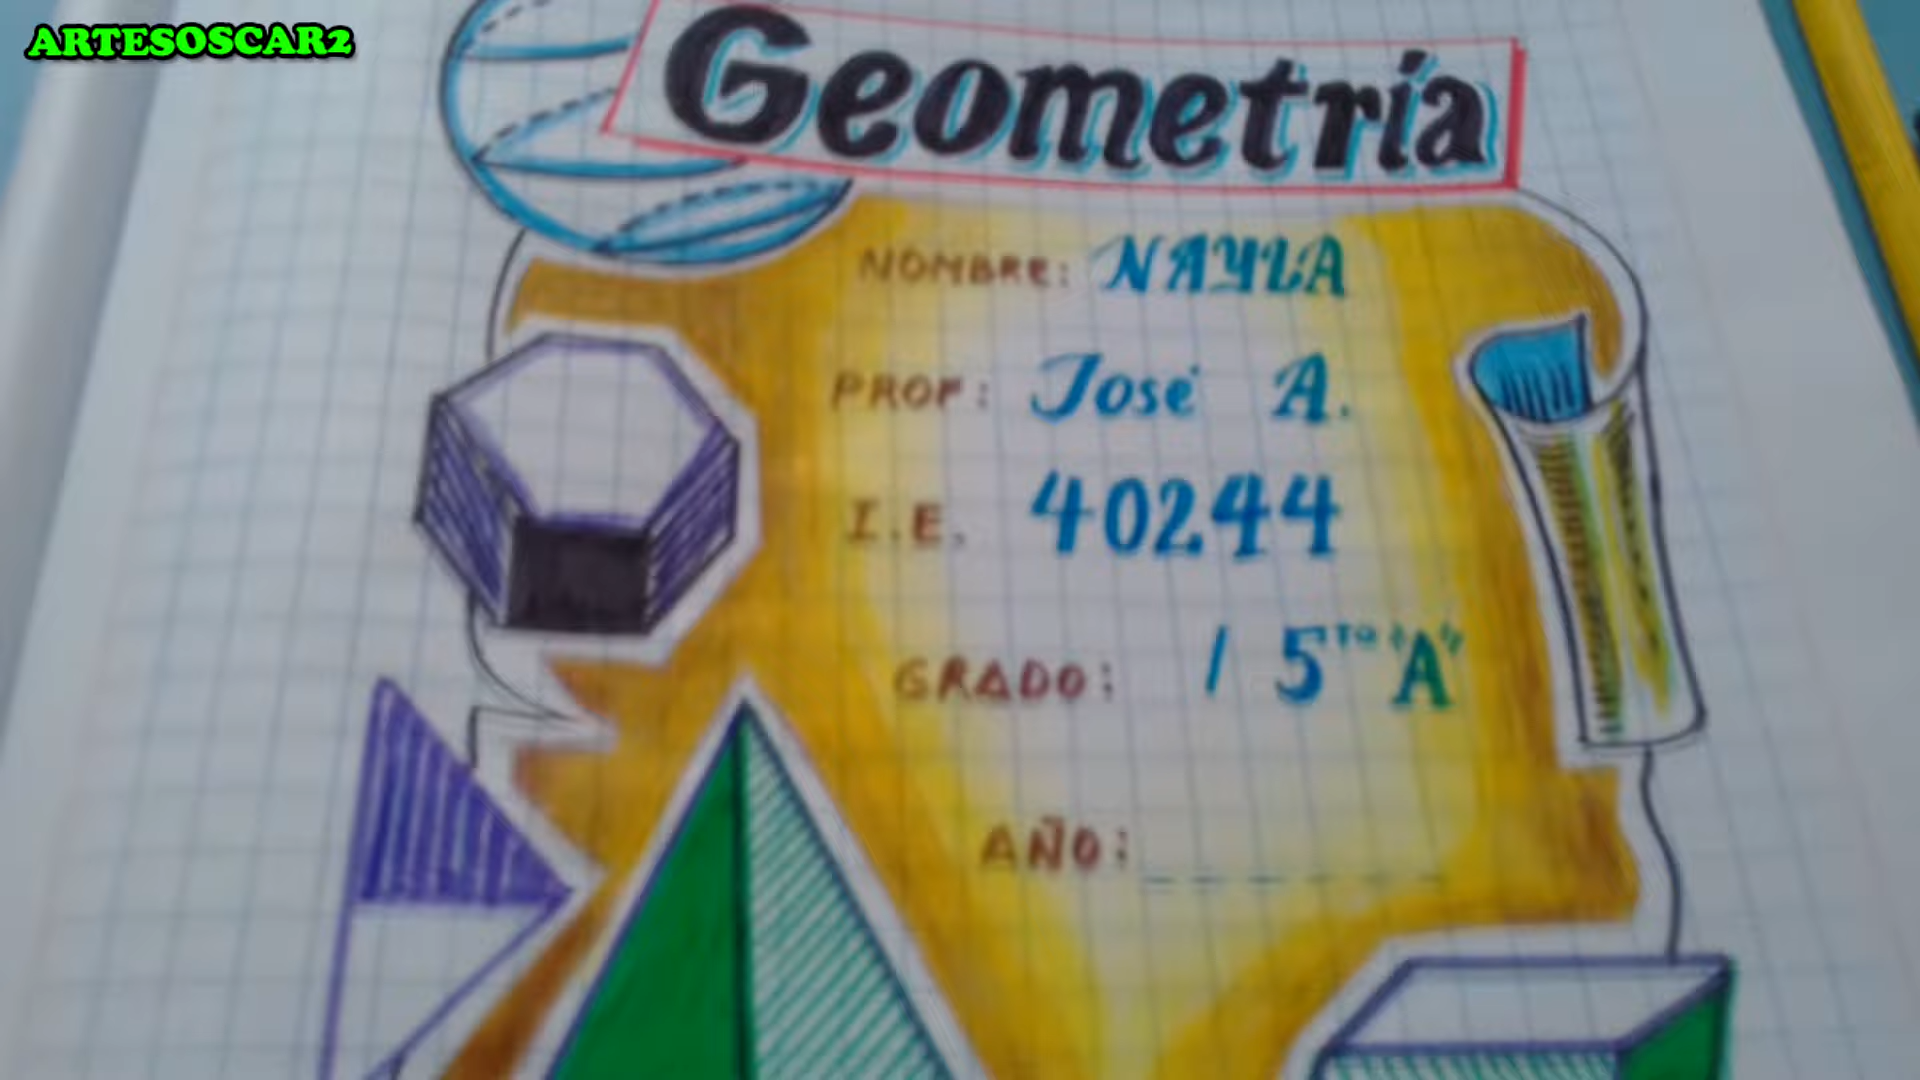 ARTESOSCAR2
Geometría
NOMBRE: NAYLA
PROF: José A.
I.E. 40244
GRADO: / 5TO "A"
AÑO: _ _ _ _ _ _ _ _